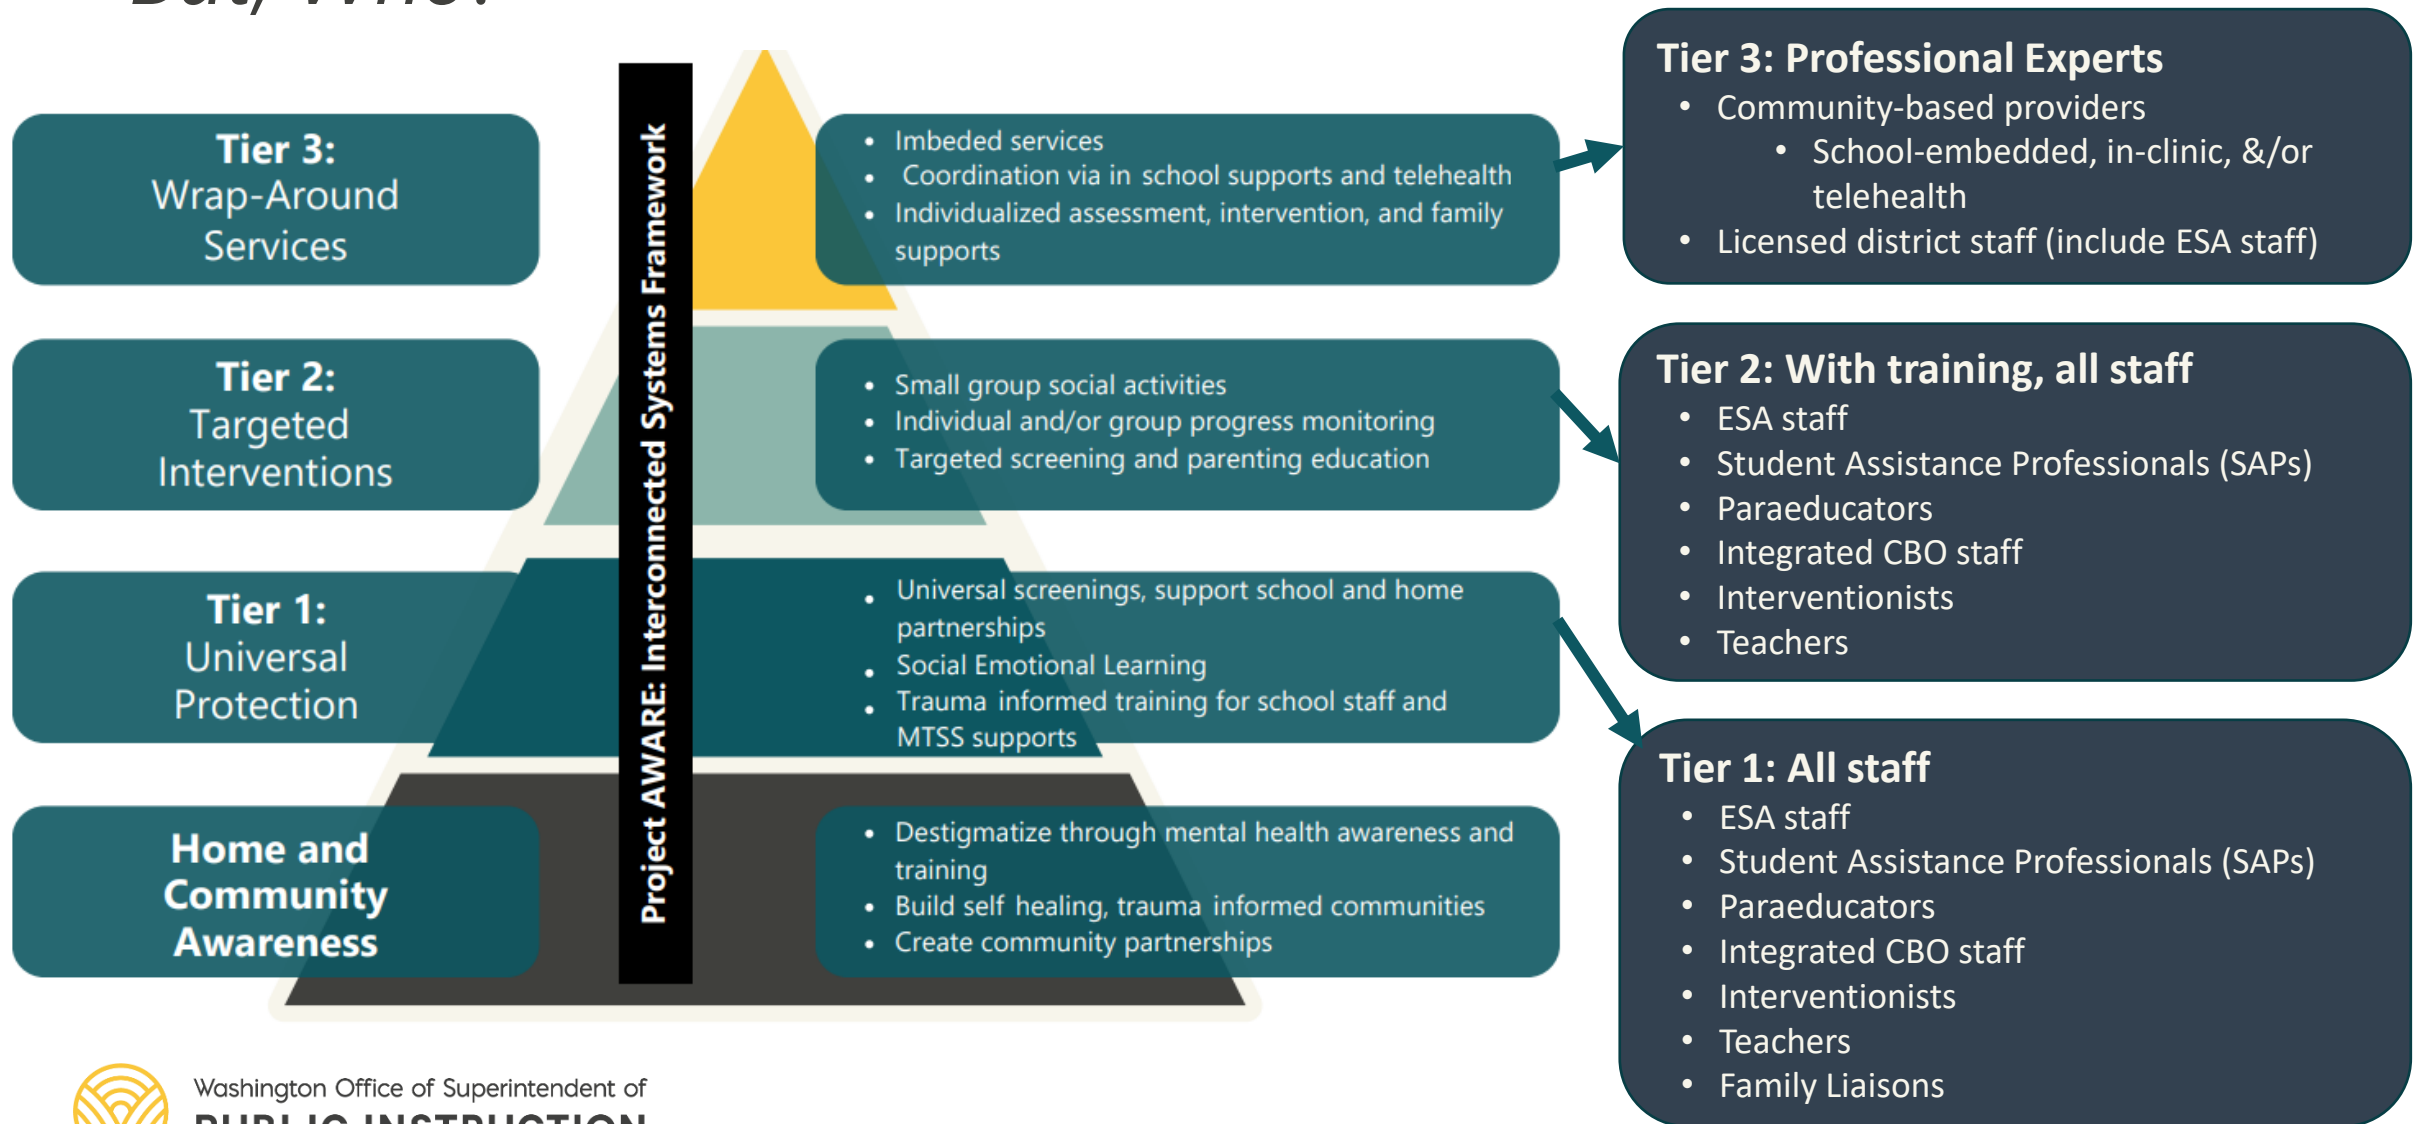 But, Who?
Tier 3:
Wrap-Around
Services
• Imbeded services
• Coordination via in school supports and telehealth
• Individualized assessment, intervention, and family
supports
Tier 3: Professional Experts
• Community-based providers
• School-embedded, in-clinic, &/or
telehealth
• Licensed district staff (include ESA staff)
Project AWARE: Interconnected Systems Framework
Tier 2:
Targeted
Interventions
• Small group social activities
• Individual and/or group progress monitoring
• Targeted screening and parenting education
Tier 2: With training, all staff
• ESA staff
• Student Assistance Professionals (SAPs)
• Paraeducators
• Integrated CBO staff
• Interventionists
• Teachers
Tier 1:
Universal
Protection
• Universal screenings, support school and home
partnerships
• Social Emotional Learning
• Trauma informed training for school staff and
MTSS supports
Tier 1: All staff
• ESA staff
• Student Assistance Professionals (SAPs)
• Paraeducators
• Integrated CBO staff
• Interventionists
• Teachers
• Family Liaisons
Home and
Community
Awareness
• Destigmatize through mental health awareness and
training
• Build self healing, trauma informed communities
• Create community partnerships
Washington Office of Superintendent of
PUBLIC INSTRUCTION